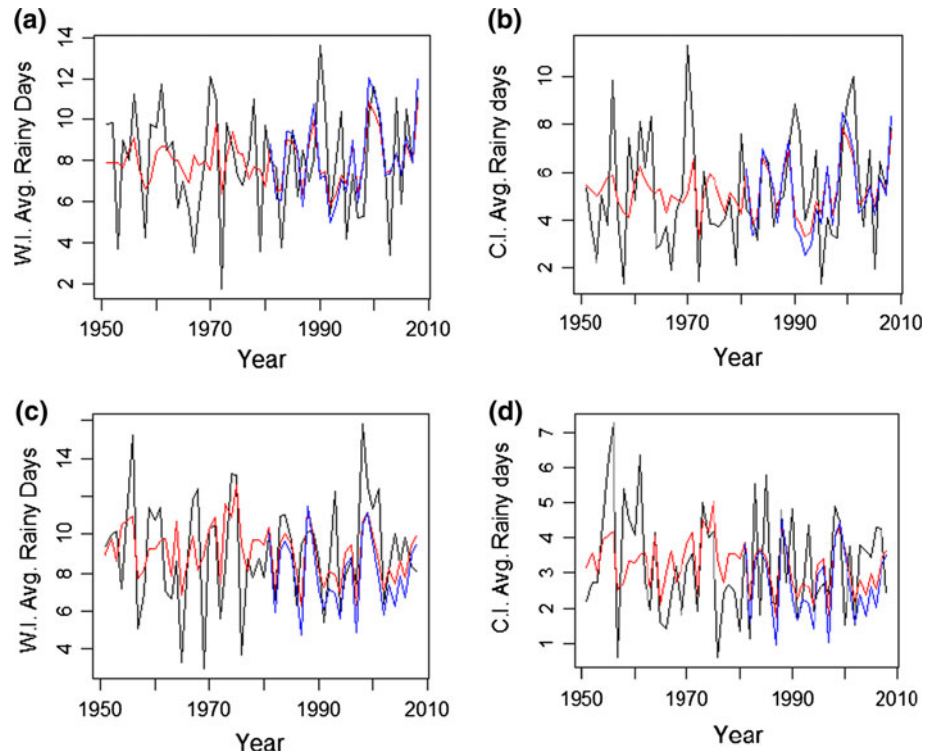 (a)
W.I. Avg. Rainy Days
14
12
10
8
6
4
2
1950 1970 1990 2010
Year
(b)
C.I. Avg. Rainy Days
10
8
6
4
2
1950 1970 1990 2010
Year
(c)
W.I. Avg. Rainy Days
14
10
8
6
4
1950 1970 1990 2010
Year
(d)
C.I. Avg. Rainy days
7
6
5
4
3
2
1
1950 1970 1990 2010
Year